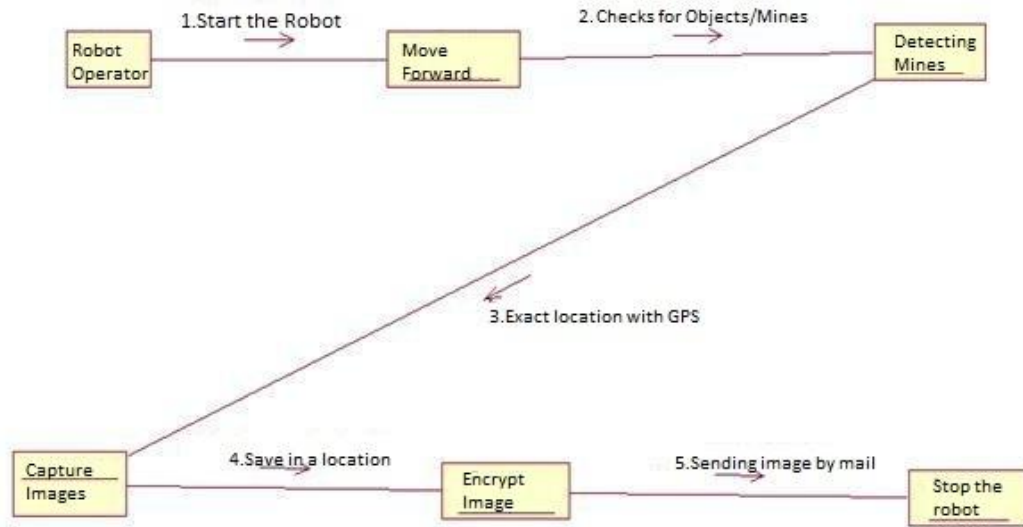 1.Start the Robot
2.Checks for Objects/Mines
Robot
Operator
Move
Forward
Detecting
Mines
3.Exact location with GPS
4.Save in a location
5.Sending image by mail
Capture
Images
Encrypt
Image
Stop the
robot